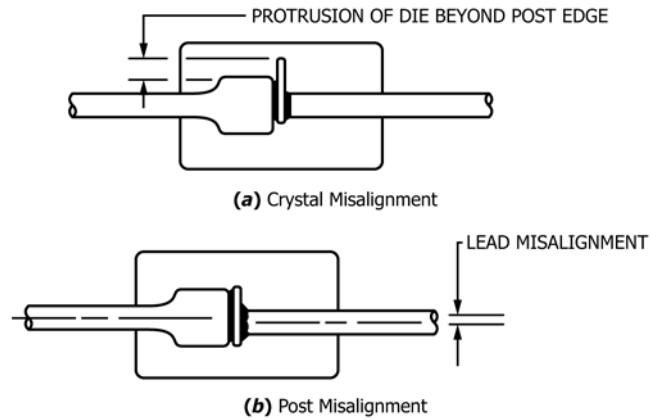 PROTRUSION OF DIE BEYOND POST EDGE
(a) Crystal Misalignment
LEAD MISALIGNMENT
(b) Post Misalignment